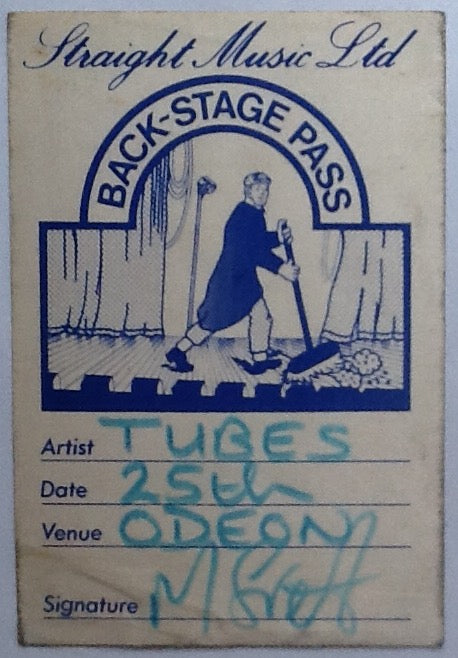 Straight Music Ltd
BACK-STAGE PASS
Artist TUBES
Date 25th
Venue ODEON
Signature